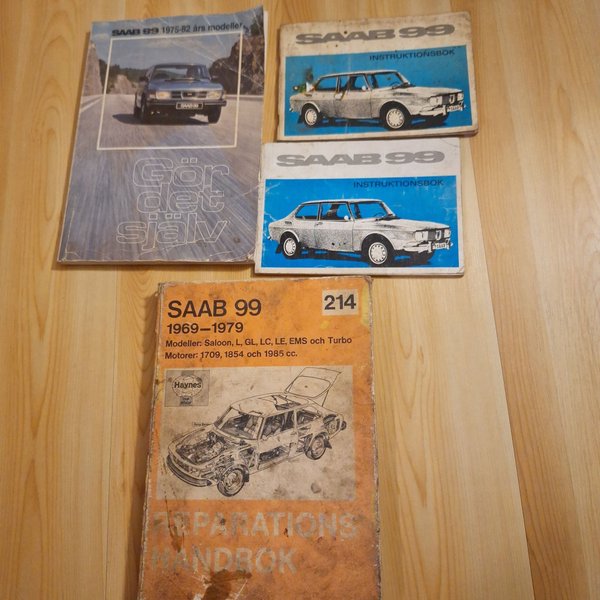 SAAB 99 1975-82 års modeller
Gör
det
själv
SAAB 99
INSTRUKTIONSBOK
SAAB 99
INSTRUKTIONSBOK
SAAB 99
214
1969—1979
Modeller: Saloon, L, GL, LC, LE, EMS och Turbo
Motorer: 1709, 1854 och 1985 cc.
Haynes
REPARATIONS
HANDBOK